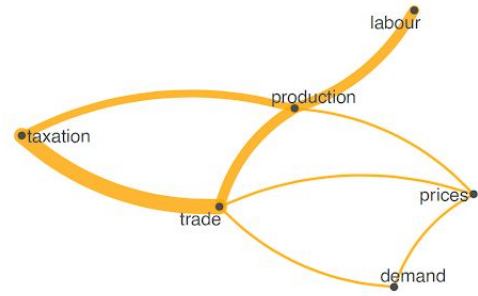 labour
production
taxation
prices
trade
demand